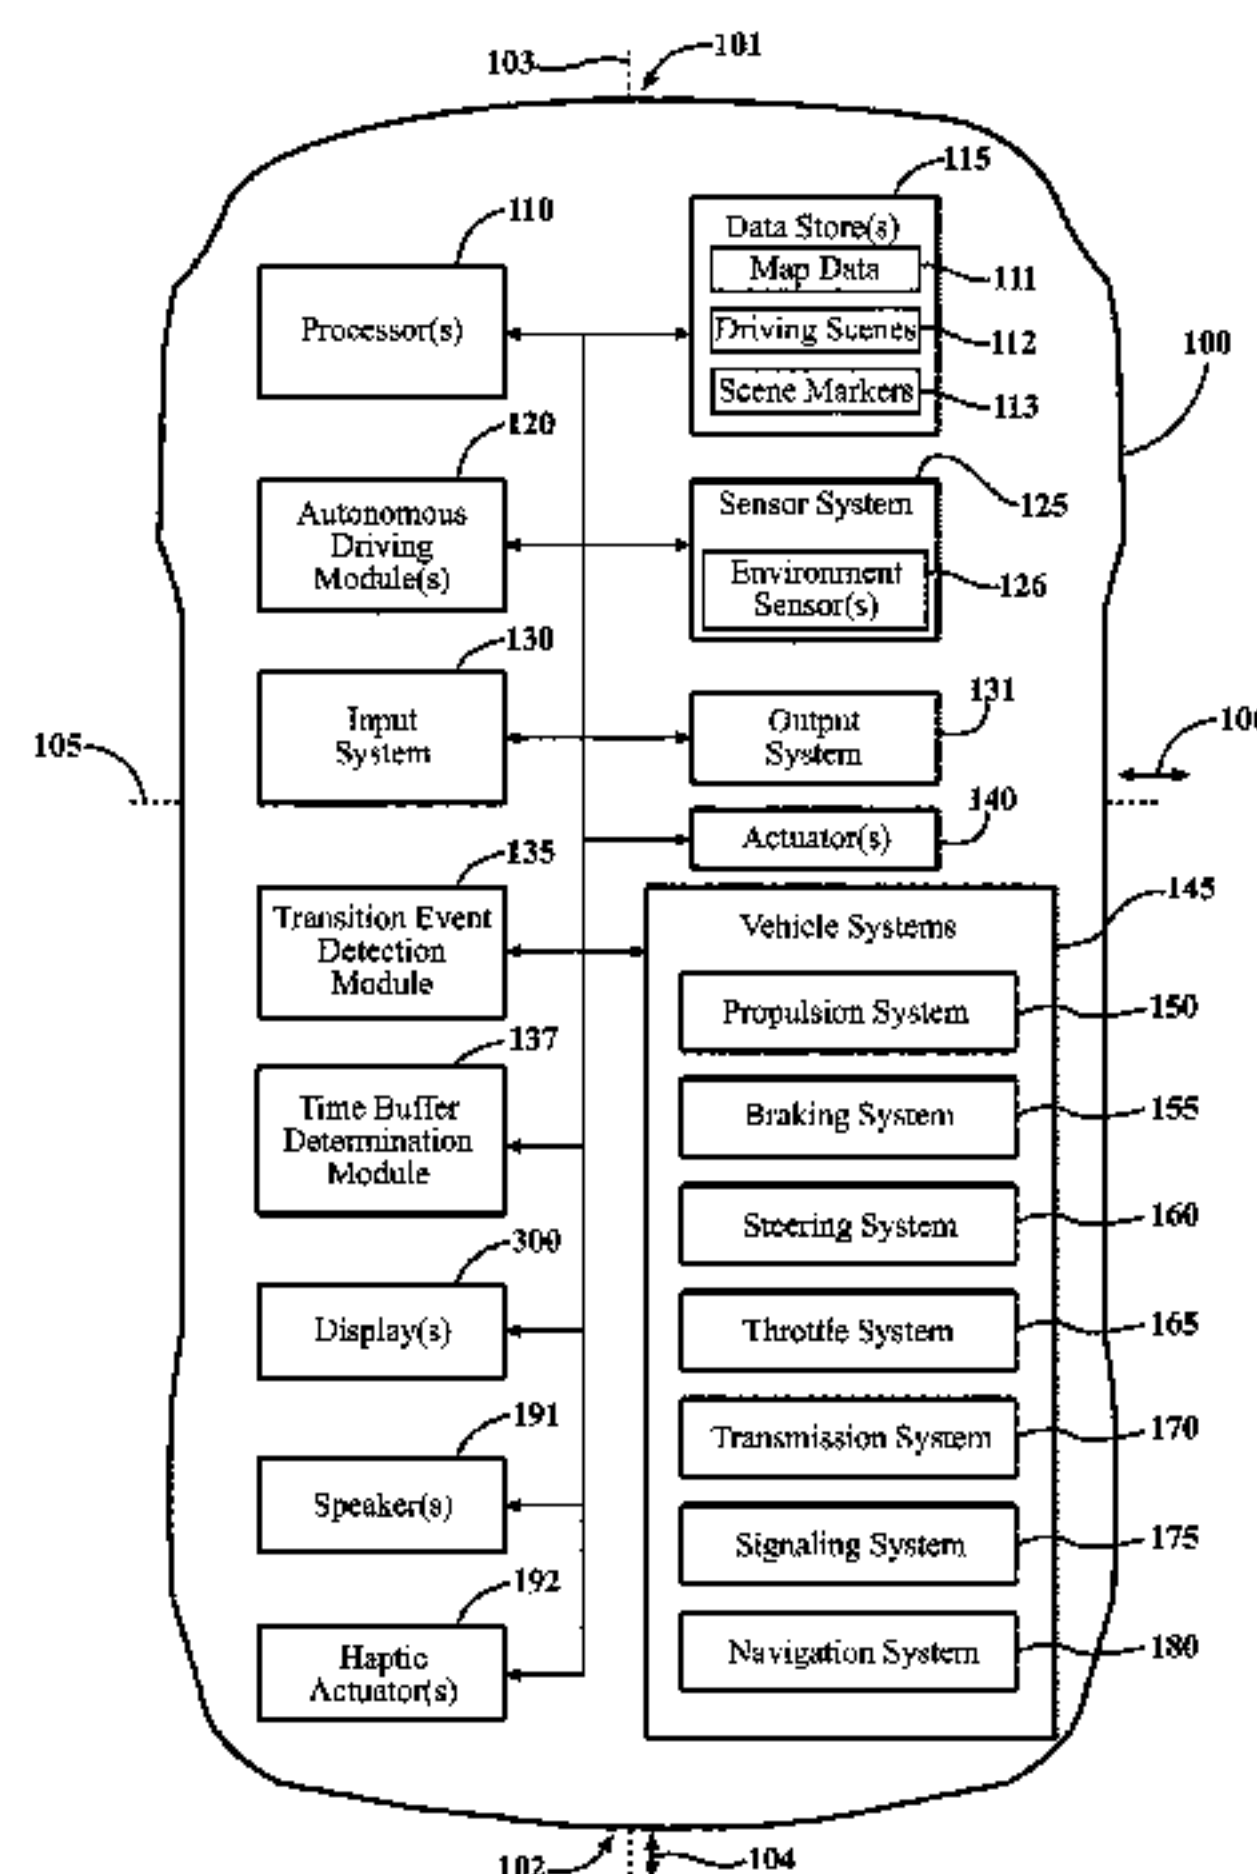 103
101
115
110
Data Store(s)
Map Data
111
Processor(s)
Driving Scenes
112
100
Scene Markers
113
120
Sensor System
125
Autonomous
Driving
Module(s)
Environment
Sensor(s)
126
130
131
Input
System
Output
System
105
140
Actuator(s)
135
145
Transition Event
Detection
Module
Vehicle Systems
Propulsion System
150
137
Time Buffer
Determination
Module
Braking System
155
Steering System
160
300
Display(s)
Throttle System
165
191
Transmission System
170
Speaker(s)
Signaling System
175
192
Haptic
Actuator(s)
Navigation System
180
102
104